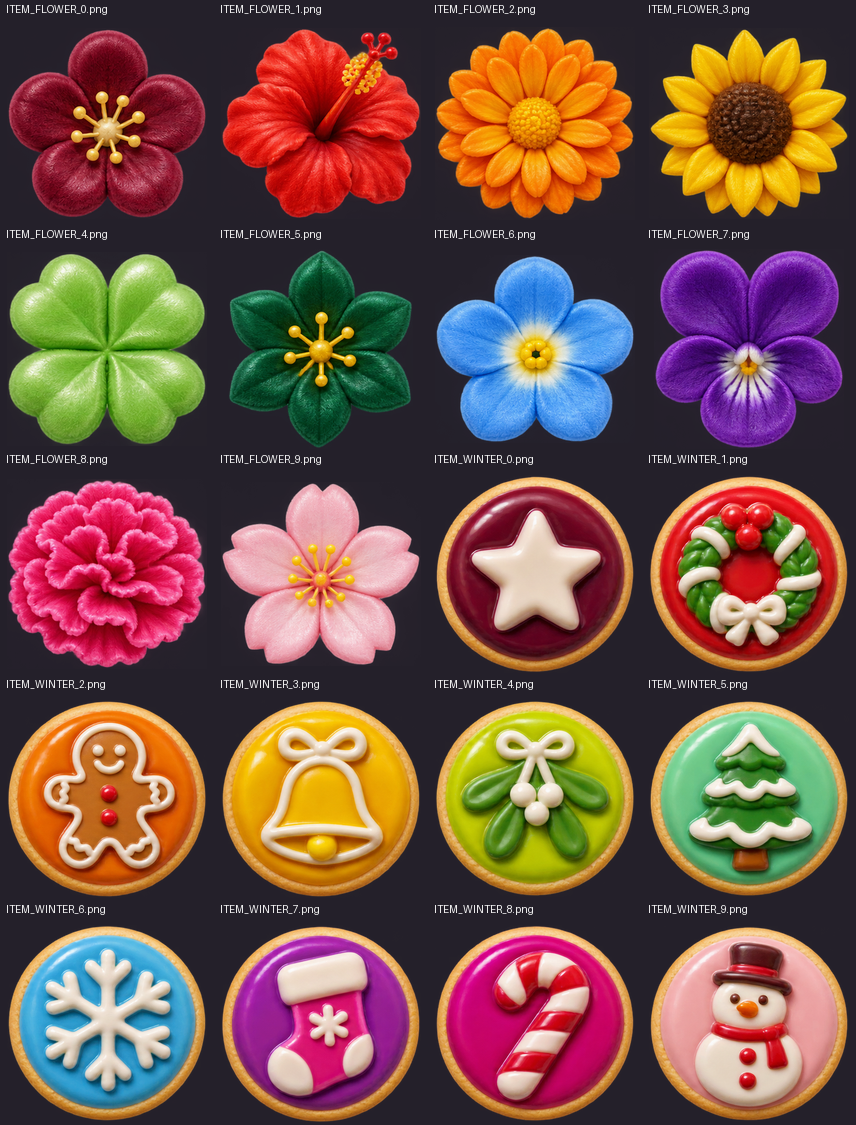 ITEM_FLOWER_0.png
ITEM_FLOWER_1.png
ITEM_FLOWER_2.png
ITEM_FLOWER_3.png
ITEM_FLOWER_4.png
ITEM_FLOWER_5.png
ITEM_FLOWER_6.png
ITEM_FLOWER_7.png
ITEM_FLOWER_8.png
ITEM_FLOWER_9.png
ITEM_WINTER_0.png
ITEM_WINTER_1.png
ITEM_WINTER_2.png
ITEM_WINTER_3.png
ITEM_WINTER_4.png
ITEM_WINTER_5.png
ITEM_WINTER_6.png
ITEM_WINTER_7.png
ITEM_WINTER_8.png
ITEM_WINTER_9.png